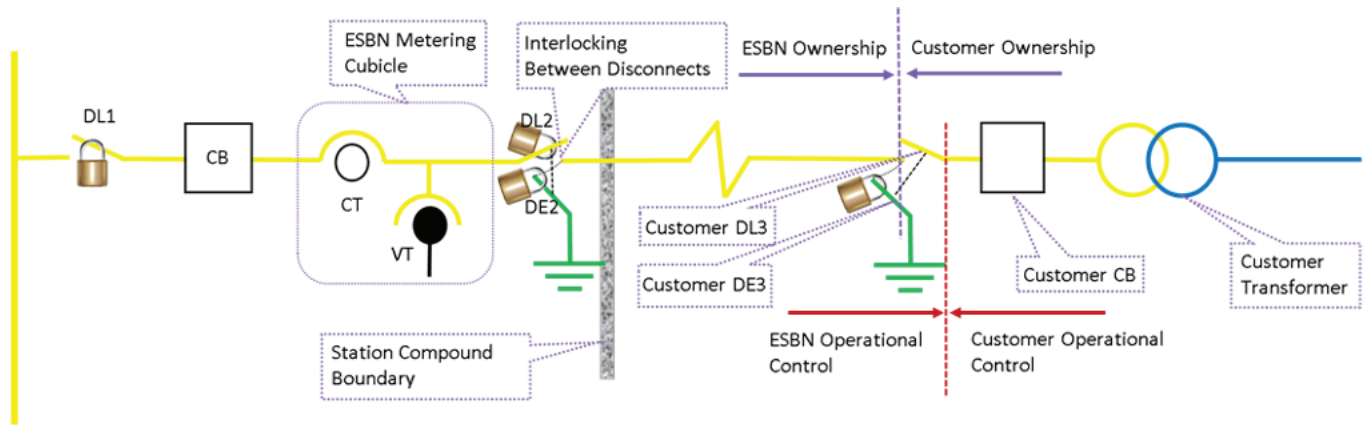 ESBN Metering
Cubicle
Interlocking
Between Disconnects
ESBN Ownership
Customer Ownership
DL1
CB
CT
VT
DL2
DE2
Customer DL3
Customer DE3
Customer CB
Customer
Transformer
Station Compound
Boundary
ESBN Operational
Control
Customer Operational
Control